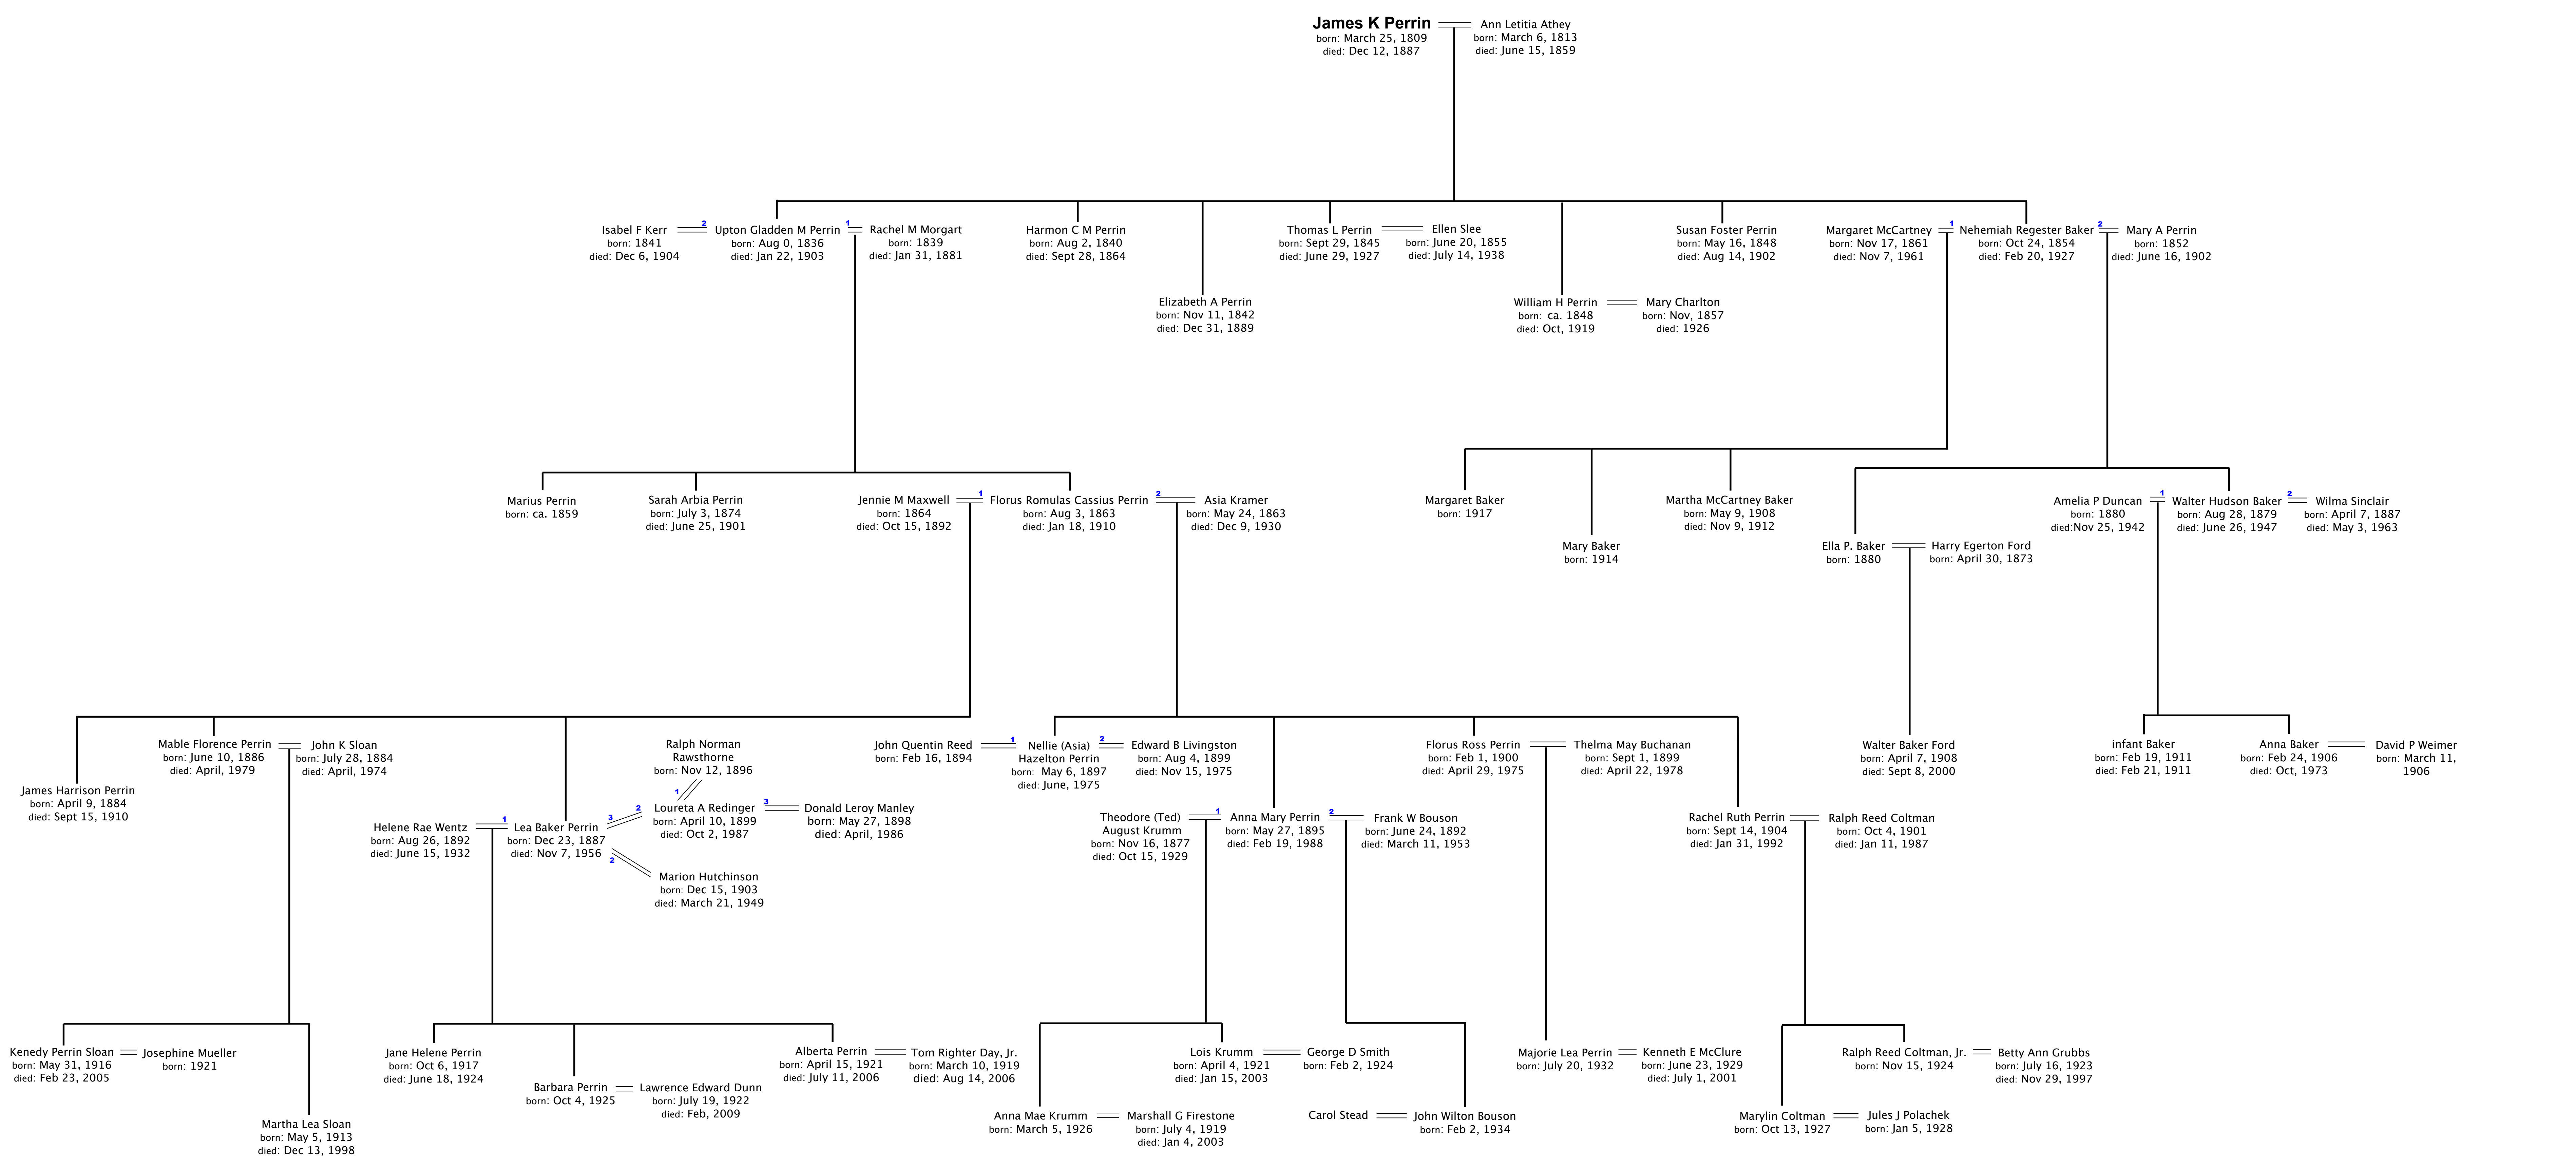 James K Perrin
born: March 25, 1809
died: Dec 12, 1887
Ann Letitia Athey
born: March 6, 1813
died: June 15, 1859
Isabel F Kerr
born: 1841
died: Dec 6, 1904
2
Upton Gladden M Perrin
born: Aug 0, 1836
died: Jan 22, 1903
1
Rachel M Morgart
born: 1839
died: Jan 31, 1881
Harmon C M Perrin
born: Aug 2, 1840
died: Sept 28, 1864
Elizabeth A Perrin
born: Nov 11, 1842
died: Dec 31, 1889
Thomas L Perrin
born: Sept 29, 1845
died: June 29, 1927
Ellen Slee
born: June 20, 1855
died: July 14, 1938
William H Perrin
born: ca. 1848
died: Oct, 1919
Mary Charlton
born: Nov, 1857
died: 1926
Susan Foster Perrin
born: May 16, 1848
died: Aug 14, 1902
Margaret McCartney
born: Nov 17, 1861
died: Nov 7, 1961
1
Nehemiah Regester Baker
born: Oct 24, 1854
died: Feb 20, 1927
2
Mary A Perrin
born: 1852
died: June 16, 1902
Marius Perrin
born: ca. 1859
Sarah Arbia Perrin
born: July 3, 1874
died: June 25, 1901
Jennie M Maxwell
born: 1864
died: Oct 15, 1892
1
Florus Romulas Cassius Perrin
born: Aug 3, 1863
died: Jan 18, 1910
2
Asia Kramer
born: May 24, 1863
died: Dec 9, 1930
Margaret Baker
born: 1917
Mary Baker
born: 1914
Martha McCartney Baker
born: May 9, 1908
died: Nov 9, 1912
Ella P. Baker
born: 1880
Harry Egerton Ford
born: April 30, 1873
Amelia P Duncan
born: 1880
died:Nov 25, 1942
1
Walter Hudson Baker
born: Aug 28, 1879
died: June 26, 1947
2
Wilma Sinclair
born: April 7, 1887
died: May 3, 1963
James Harrison Perrin
born: April 9, 1884
died: Sept 15, 1910
Mable Florence Perrin
born: June 10, 1886
died: April, 1979
John K Sloan
born: July 28, 1884
died: April, 1974
Helene Rae Wentz
born: Aug 26, 1892
died: June 15, 1932
1
Lea Baker Perrin
born: Dec 23, 1887
died: Nov 7, 1956
3
2
2
Ralph Norman
Rawsthorne
born: Nov 12, 1896
1
Loureta A Redinger
born: April 10, 1899
died: Oct 2, 1987
3
Donald Leroy Manley
born: May 27, 1898
died: April, 1986
Marion Hutchinson
born: Dec 15, 1903
died: March 21, 1949
John Quentin Reed
born: Feb 16, 1894
1
Nellie (Asia)
Hazelton Perrin
born: May 6, 1897
died: June, 1975
2
Edward B Livingston
born: Aug 4, 1899
died: Nov 15, 1975
Theodore (Ted)
August Krumm
born: Nov 16, 1877
died: Oct 15, 1929
1
Anna Mary Perrin
born: May 27, 1895
died: Feb 19, 1988
2
Frank W Bouson
born: June 24, 1892
died: March 11, 1953
Florus Ross Perrin
born: Feb 1, 1900
died: April 29, 1975
Thelma May Buchanan
born: Sept 1, 1899
died: April 22, 1978
Rachel Ruth Perrin
born: Sept 14, 1904
died: Jan 31, 1992
Ralph Reed Coltman
born: Oct 4, 1901
died: Jan 11, 1987
Walter Baker Ford
born: April 7, 1908
died: Sept 8, 2000
infant Baker
born: Feb 19, 1911
died: Feb 21, 1911
Anna Baker
born: Feb 24, 1906
died: Oct, 1973
David P Weimer
born: March 11,
1906
Kenedy Perrin Sloan
born: May 31, 1916
died: Feb 23, 2005
Josephine Mueller
born: 1921
Martha Lea Sloan
born: May 5, 1913
died: Dec 13, 1998
Jane Helene Perrin
born: Oct 6, 1917
died: June 18, 1924
Barbara Perrin
born: Oct 4, 1925
Lawrence Edward Dunn
born: July 19, 1922
died: Feb, 2009
Alberta Perrin
born: April 15, 1921
died: July 11, 2006
Tom Righter Day, Jr.
born: March 10, 1919
died: Aug 14, 2006
Anna Mae Krumm
born: March 5, 1926
Marshall G Firestone
born: July 4, 1919
died: Jan 4, 2003
Lois Krumm
born: April 4, 1921
died: Jan 15, 2003
George D Smith
born: Feb 2, 1924
Carol Stead
John Wilton Bouson
born: Feb 2, 1934
Majorie Lea Perrin
born: July 20, 1932
Kenneth E McClure
born: June 23, 1929
died: July 1, 2001
Marylin Coltman
born: Oct 13, 1927
Jules J Polachek
born: Jan 5, 1928
Ralph Reed Coltman, Jr.
born: Nov 15, 1924
Betty Ann Grubbs
born: July 16, 1923
died: Nov 29, 1997